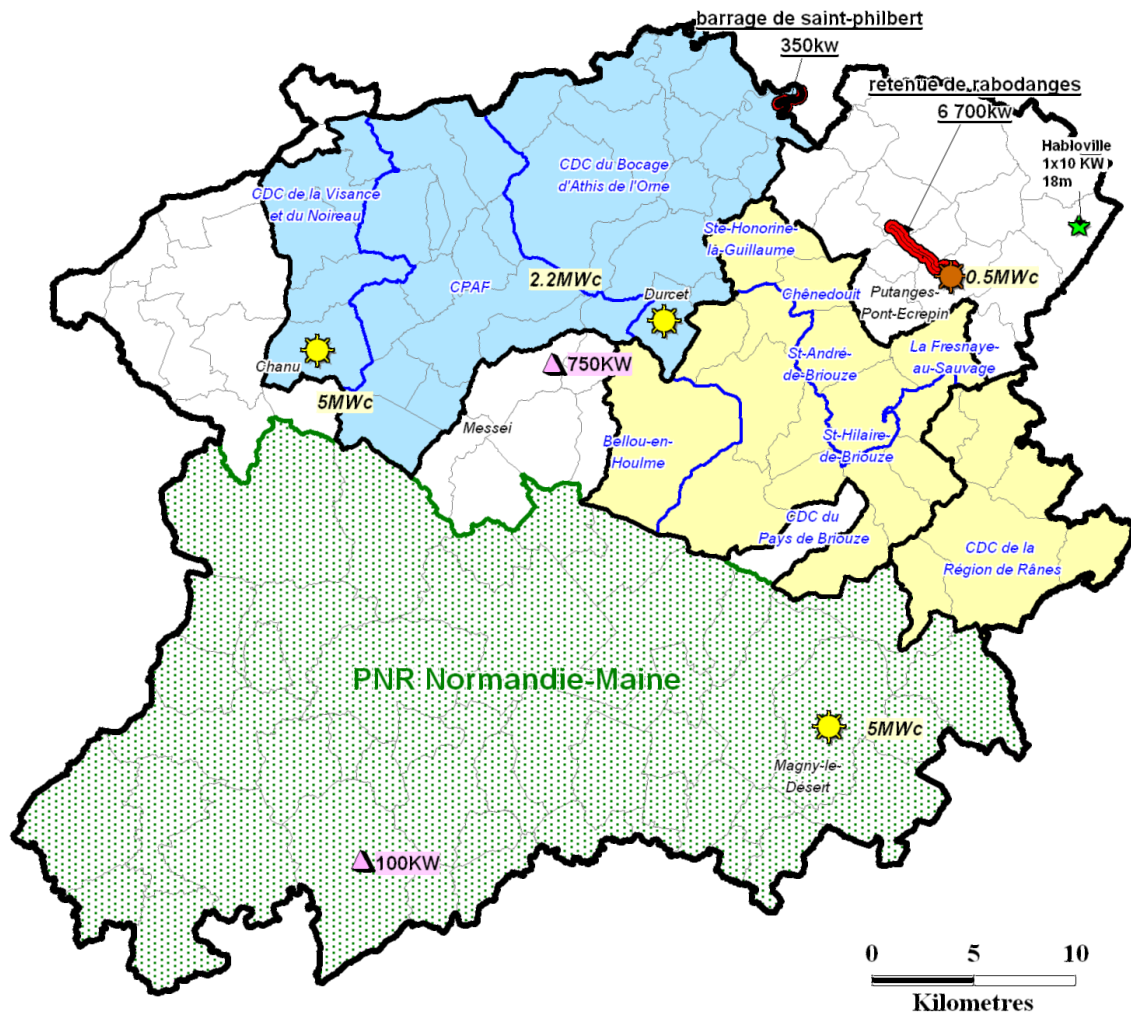 barrage de saint-philbert
350kw
retenue de rabodanges
6 700kw
Habloville
1x10 KW
18m
CDC du Bocage
d'Athis de l'Orne
CDC de la Visance
et du Noireau
Ste-Honorine-
la-Guillaume
2.2MWc
0.5MWc
CPAF
Durcet
Chênedouit
Putanges-
Pont-Ecrepin
St-André-
de-Briouze
La Fresnaye-
au-Sauvage
Chanu
750KW
5MWc
Messei
Bellou-en-
Houlme
St-Hilaire-
de-Briouze
CDC du
Pays de Briouze
CDC de la
Région de Rânes
PNR Normandie-Maine
5MWc
Magny-le-
Désert
100KW
0 5 10
Kilometres